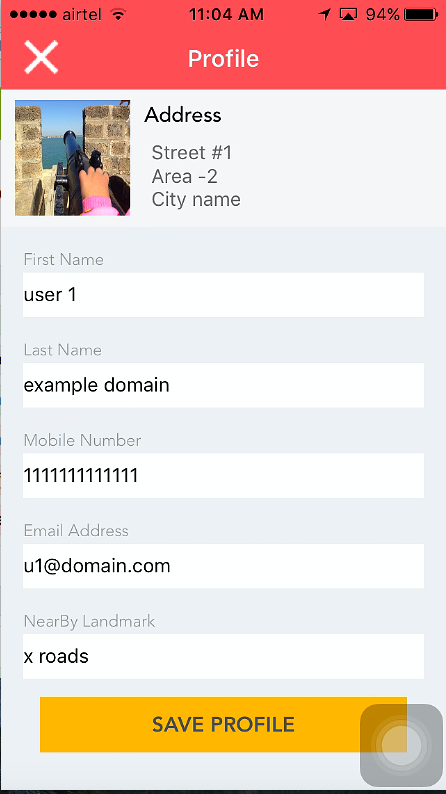 airtel 11:04 AM 94%
Profile
Address
Street #1
Area -2
City name
First Name
user 1
Last Name
example domain
Mobile Number
1111111111111
Email Address
u1@domain.com
NearBy Landmark
x roads
SAVE PROFILE